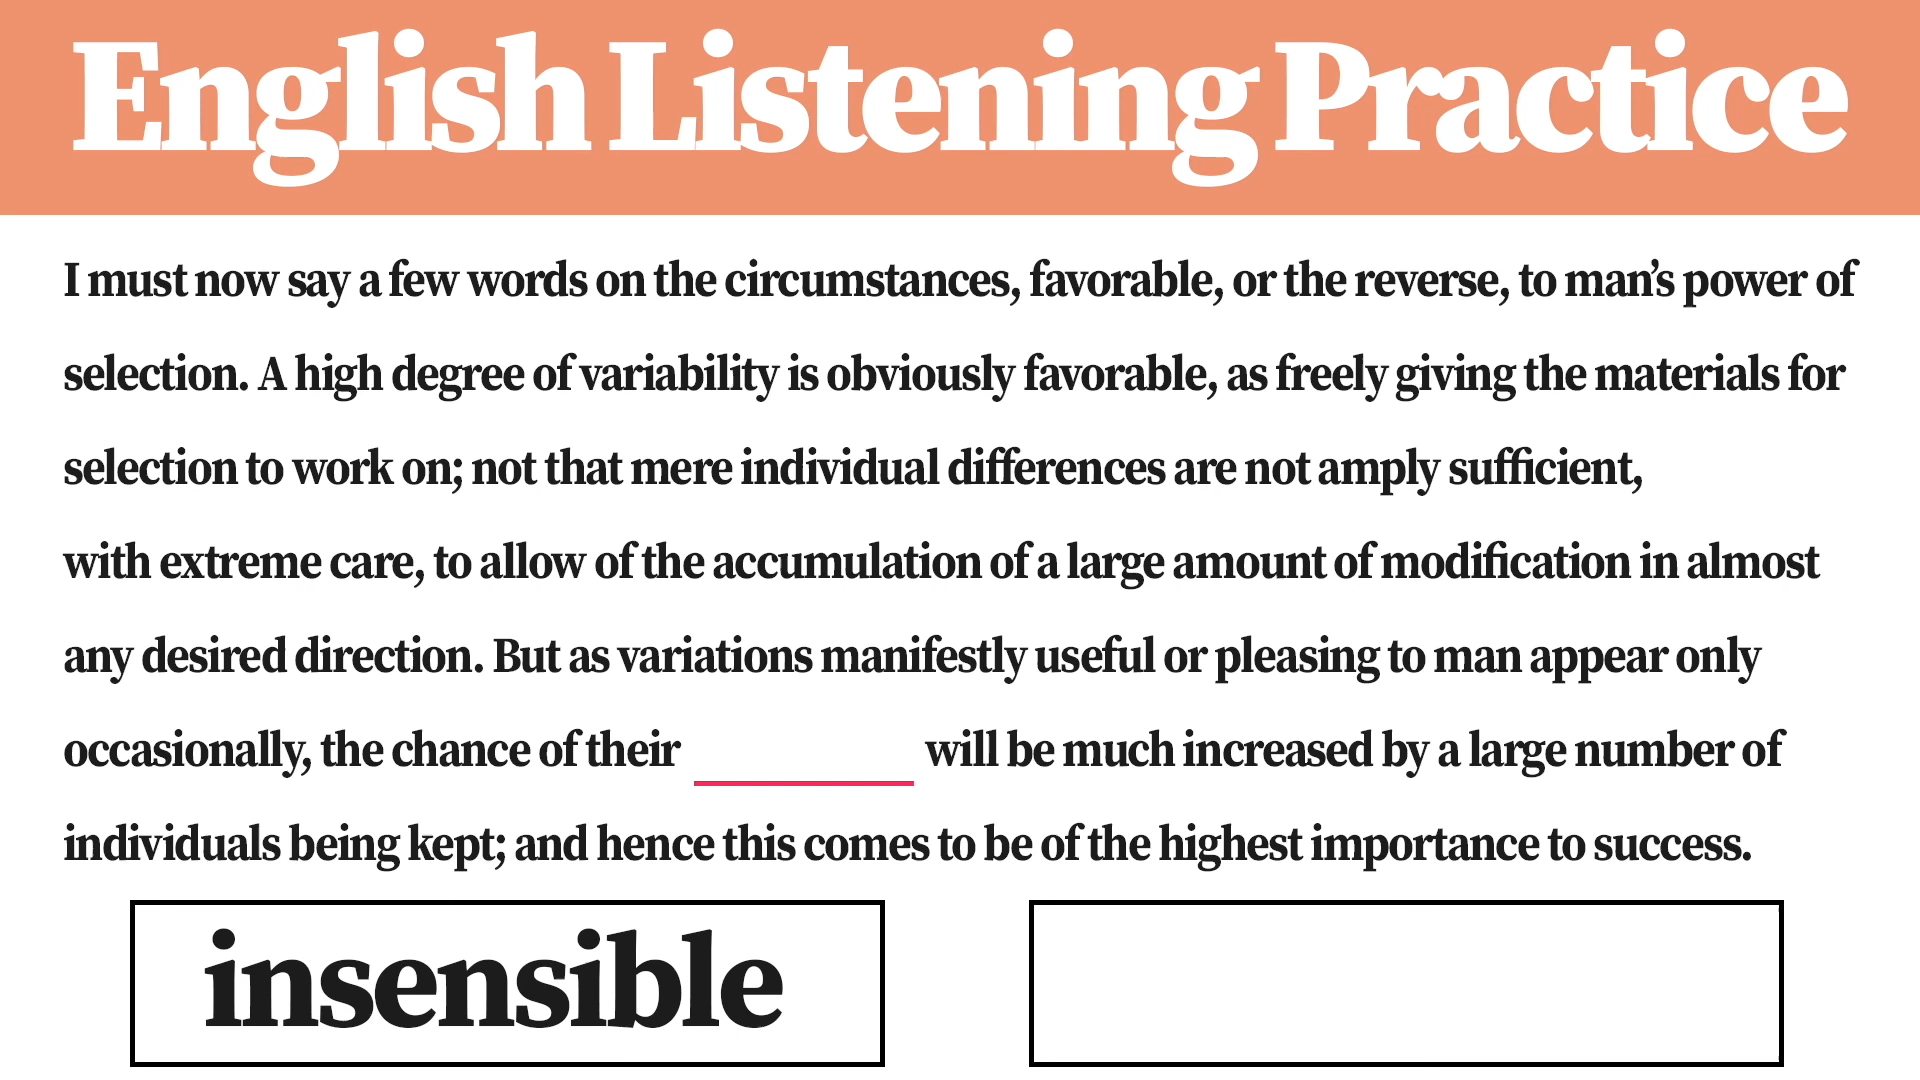 English Listening Practice
I must now say a few words on the circumstances, favorable, or the reverse, to man’s power of
selection. A high degree of variability is obviously favorable, as freely giving the materials for
selection to work on; not that mere individual differences are not amply sufficient,
with extreme care, to allow of the accumulation of a large amount of modification in almost
any desired direction. But as variations manifestly useful or pleasing to man appear only
occasionally, the chance of their will be much increased by a large number of
individuals being kept; and hence this comes to be of the highest importance to success.
insensible